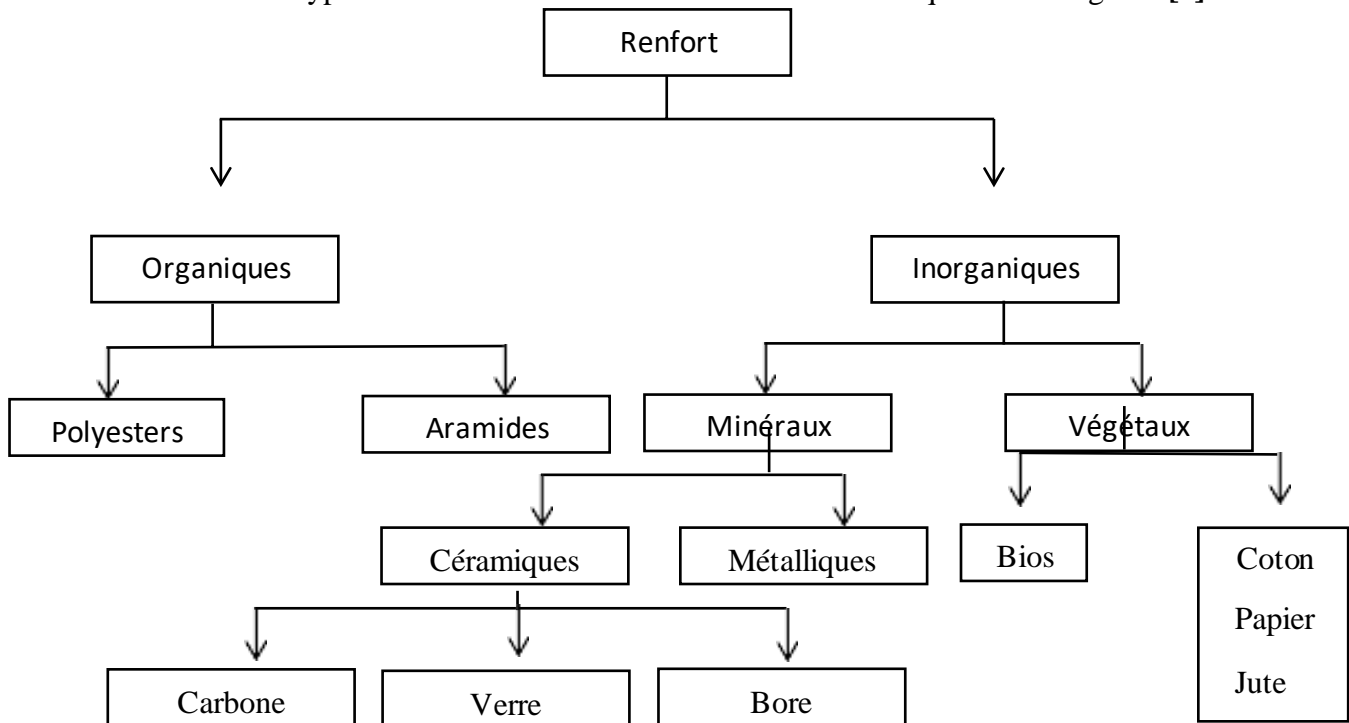 Renfort
Organiques Inorganiques
Polyesters Aramides Minéraux Végétaux
Céramiques Métalliques Bios Coton
Papier
Jute
Carbone Verre Bore